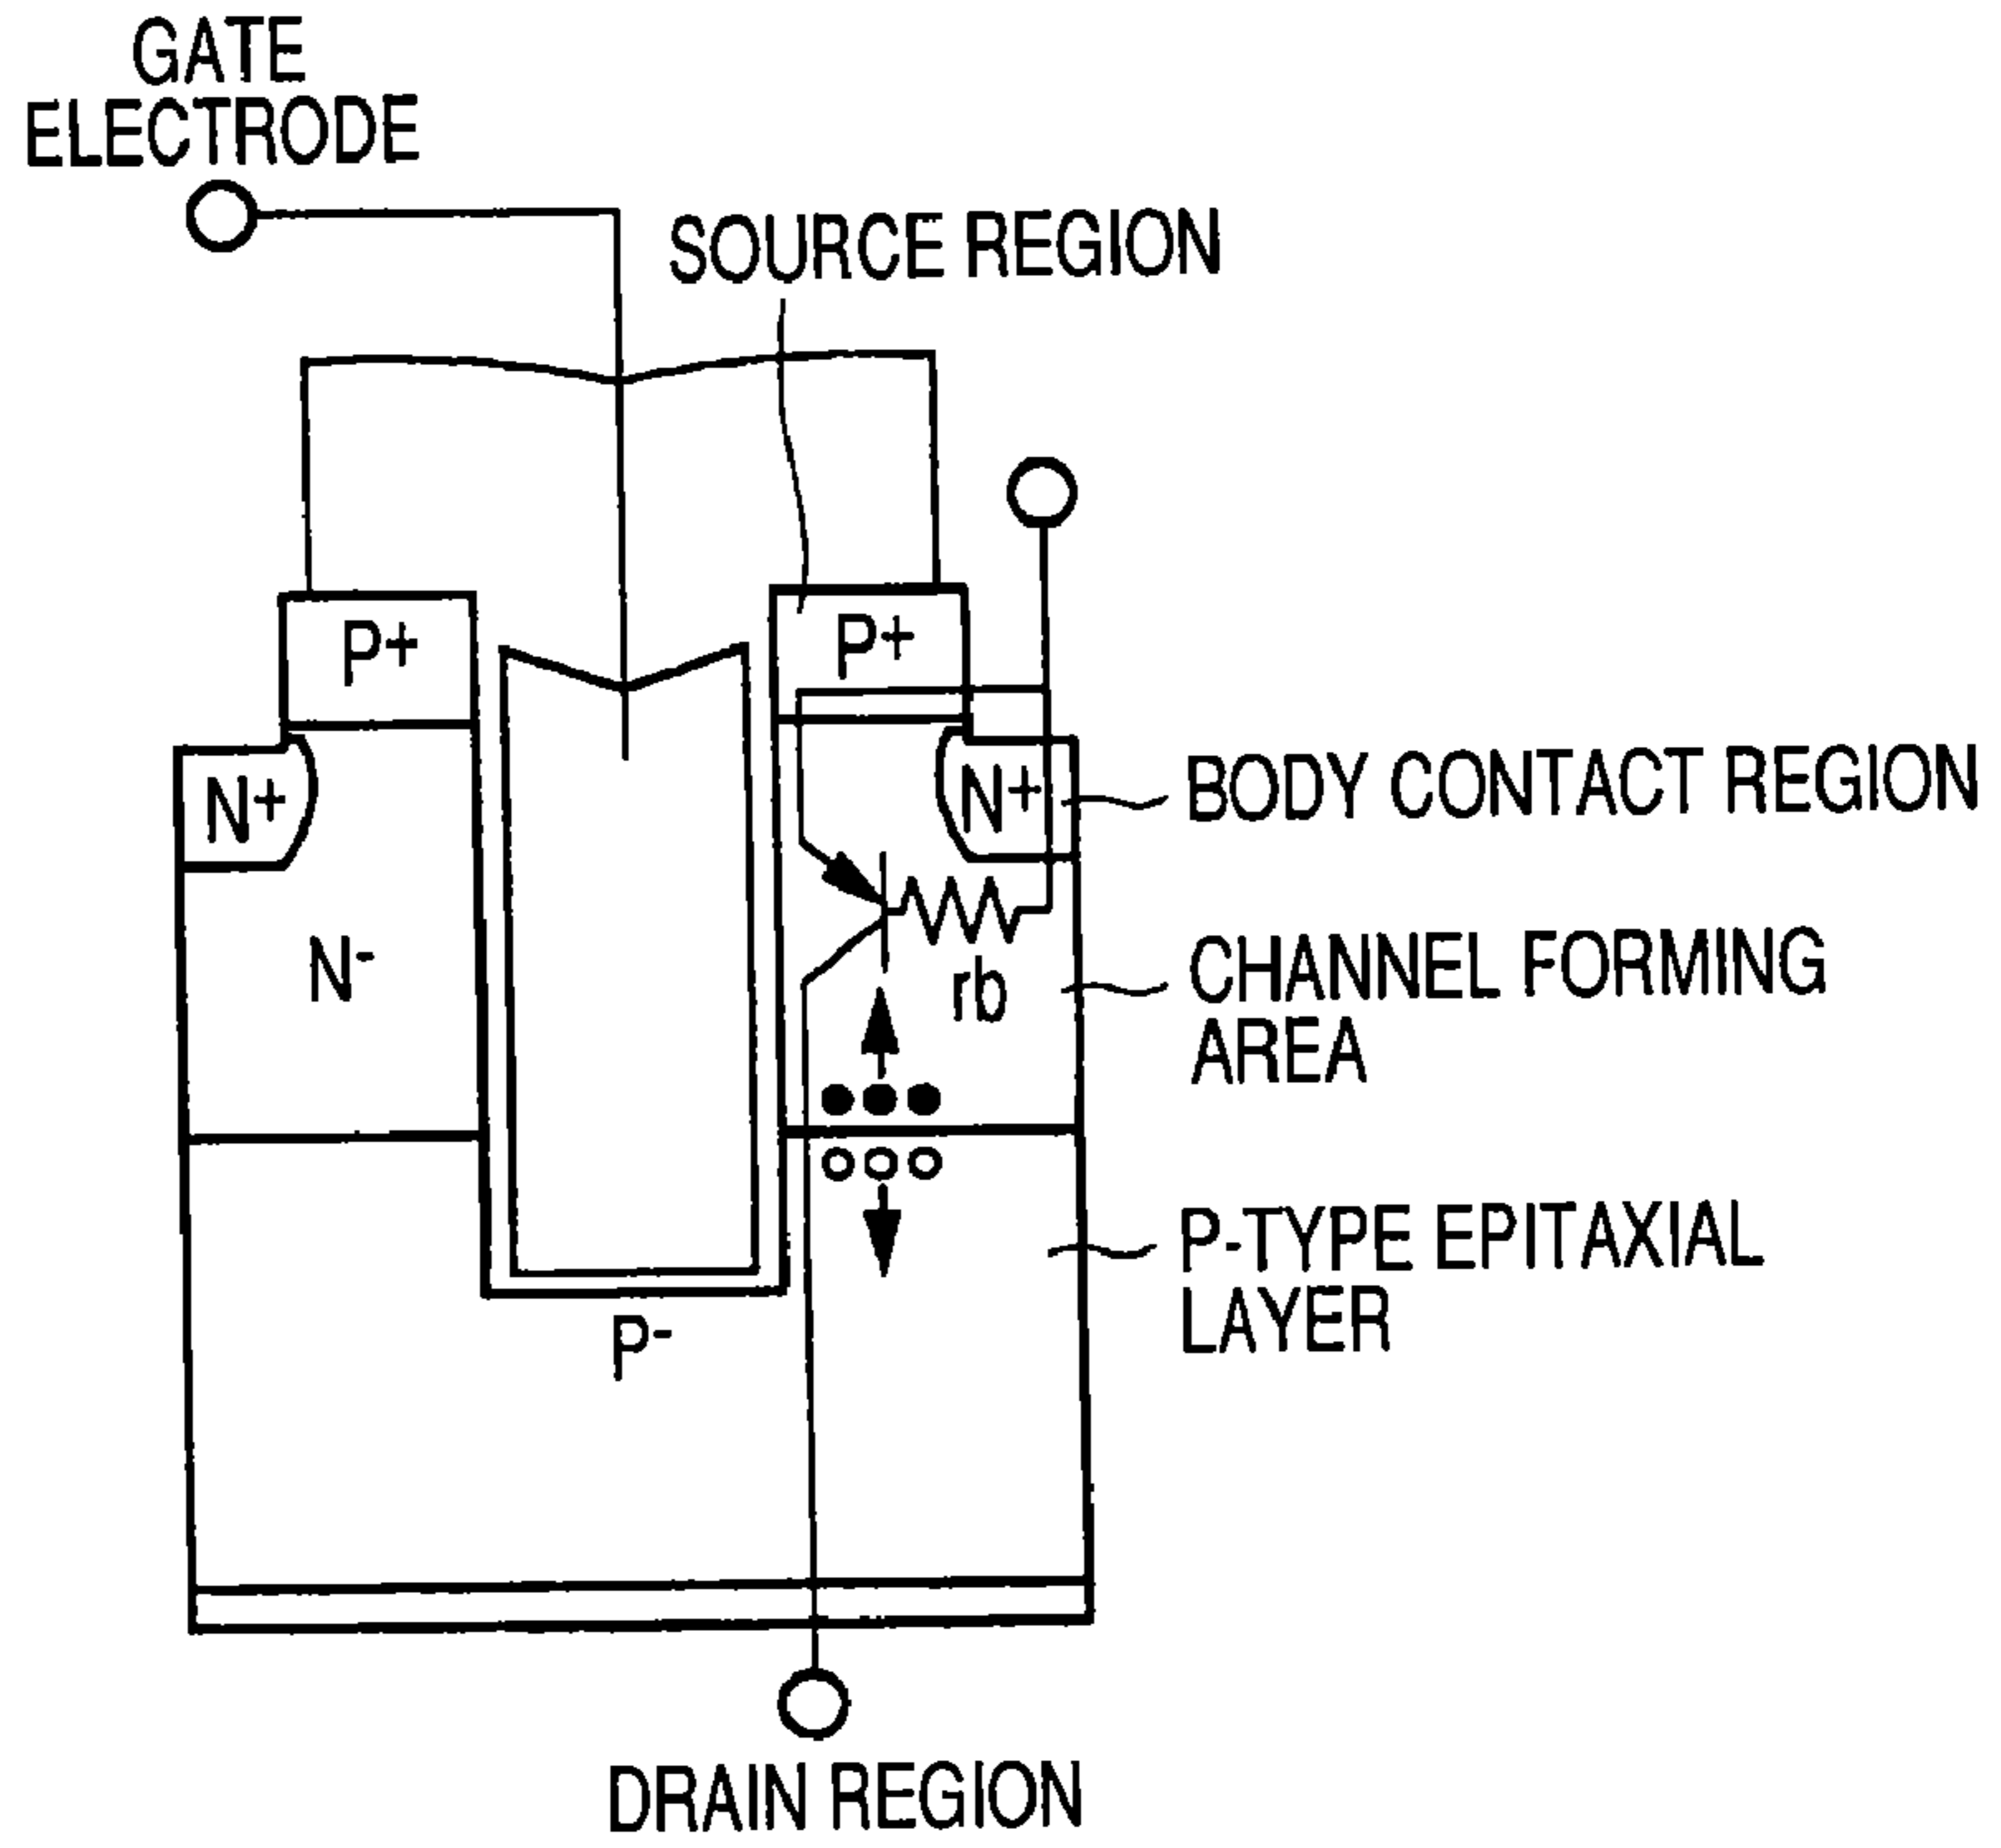 GATE
ELECTRODE
SOURCE REGION
P+
P+
N+
N+
BODY CONTACT REGION
N-
rb
CHANNEL FORMING
AREA
P-TYPE EPITAXIAL
LAYER
P-
DRAIN REGION